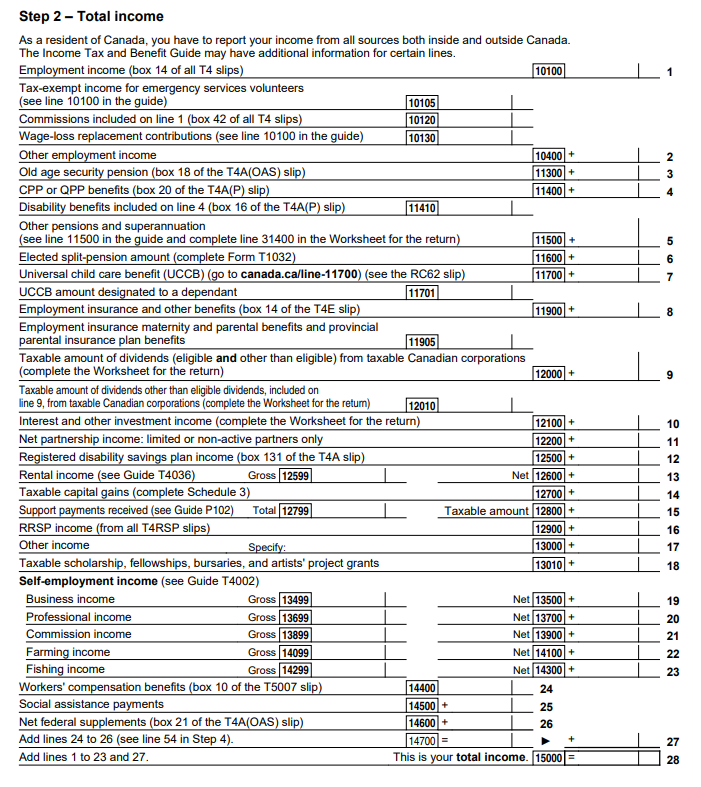 Step 2 – Total income
As a resident of Canada, you have to report your income from all sources both inside and outside Canada.
The Income Tax and Benefit Guide may have additional information for certain lines.
Employment income (box 14 of all T4 slips) 10100 1
Tax-exempt income for emergency services volunteers
(see line 10100 in the guide) 10105
Commissions included on line 1 (box 42 of all T4 slips) 10120
Wage-loss replacement contributions (see line 10100 in the guide) 10130
Other employment income 10400 + 2
Old age security pension (box 18 of the T4A(OAS) slip) 11300 + 3
CPP or QPP benefits (box 20 of the T4A(P) slip) 11400 + 4
Disability benefits included on line 4 (box 16 of the T4A(P) slip) 11410
Other pensions and superannuation
(see line 11500 in the guide and complete line 31400 in the Worksheet for the return) 11500 + 5
Elected split-pension amount (complete Form T1032) 11600 + 6
Universal child care benefit (UCCB) (go to canada.ca/line-11700) (see the RC62 slip) 11700 + 7
UCCB amount designated to a dependant 11701
Employment insurance and other benefits (box 14 of the T4E slip) 11900 + 8
Employment insurance maternity and parental benefits and provincial
parental insurance plan benefits 11905
Taxable amount of dividends (eligible and other than eligible) from taxable Canadian corporations
(complete the Worksheet for the return) 12000 + 9
Taxable amount of dividends other than eligible dividends, included on
line 9, from taxable Canadian corporations (complete the Worksheet for the return) 12010
Interest and other investment income (complete the Worksheet for the return) 12100 + 10
Net partnership income: limited or non-active partners only 12200 + 11
Registered disability savings plan income (box 131 of the T4A slip) 12500 + 12
Rental income (see Guide T4036) Gross 12599 Net 12600 + 13
Taxable capital gains (complete Schedule 3) 12700 + 14
Support payments received (see Guide P102) Total 12799 Taxable amount 12800 + 15
RRSP income (from all T4RSP slips) 12900 + 16
Other income Specify: 13000 + 17
Taxable scholarship, fellowships, bursaries, and artists' project grants 13010 + 18
Self-employment income (see Guide T4002)
Business income Gross 13499 Net 13500 + 19
Professional income Gross 13699 Net 13700 + 20
Commission income Gross 13899 Net 13900 + 21
Farming income Gross 14099 Net 14100 + 22
Fishing income Gross 14299 Net 14300 + 23
Workers' compensation benefits (box 10 of the T5007 slip) 14400 24
Social assistance payments 14500 + 25
Net federal supplements (box 21 of the T4A(OAS) slip) 14600 + 26
Add lines 24 to 26 (see line 54 in Step 4). 14700 = ► + 27
Add lines 1 to 23 and 27. This is your total income. 15000 = 28